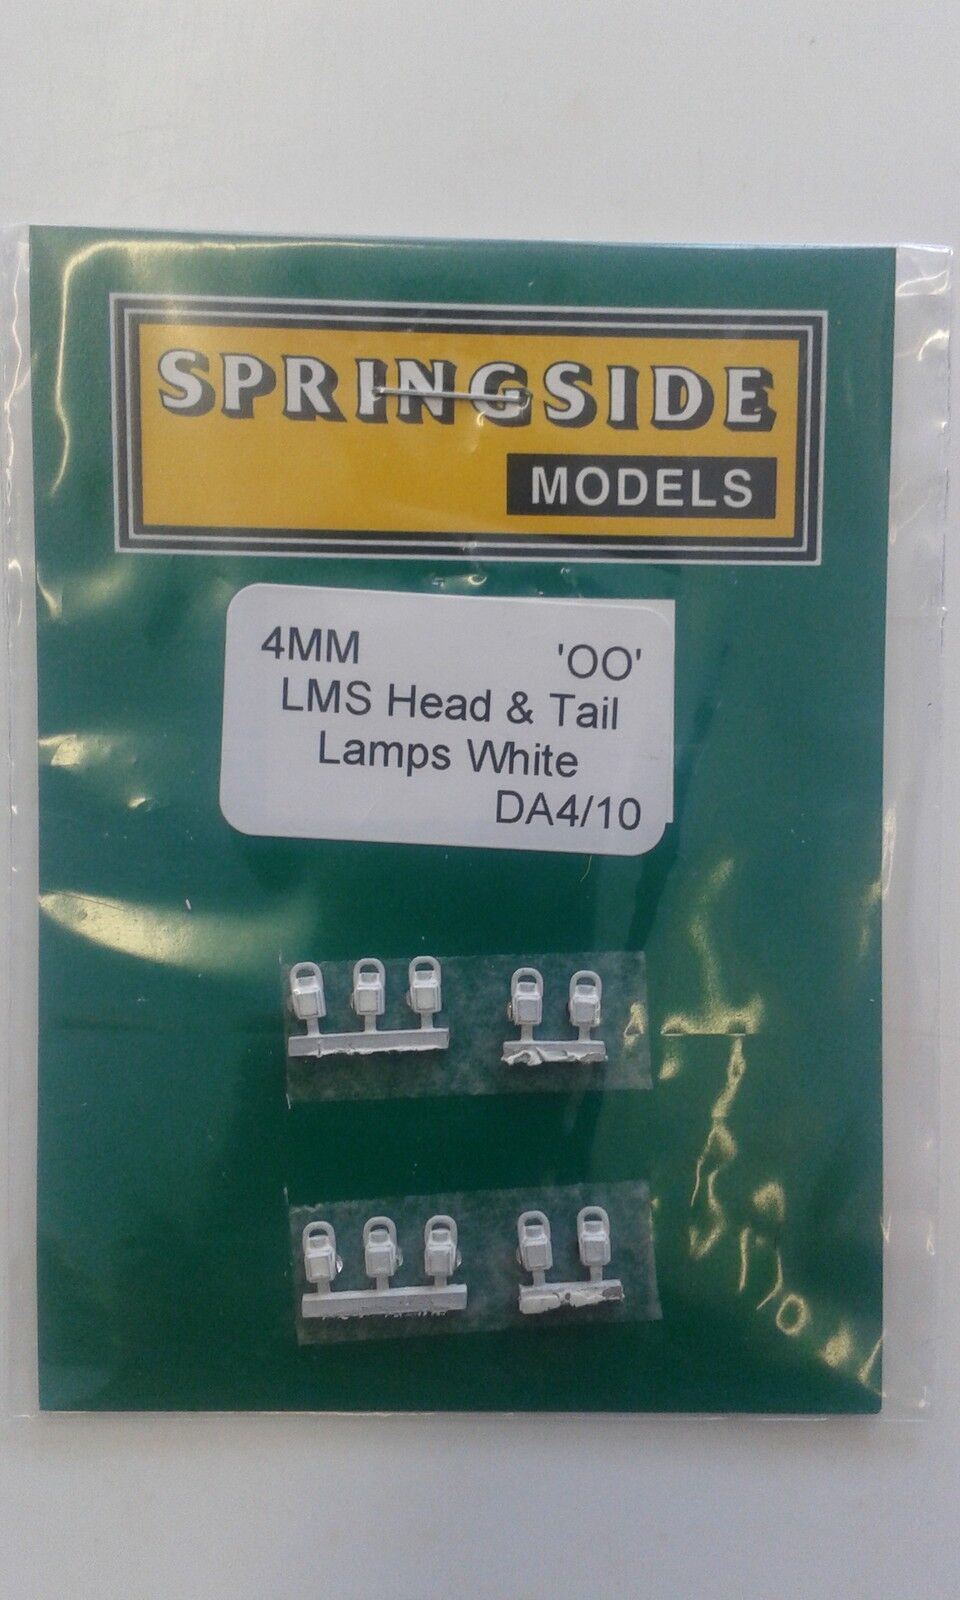 SPRINGSIDE
MODELS
4MM 'OO'
LMS Head & Tail
Lamps White
DA4/10